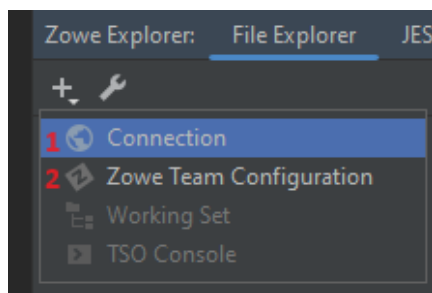 Zowe Explorer: File Explorer JES
1 Connection
2 Zowe Team Configuration
Working Set
TSO Console